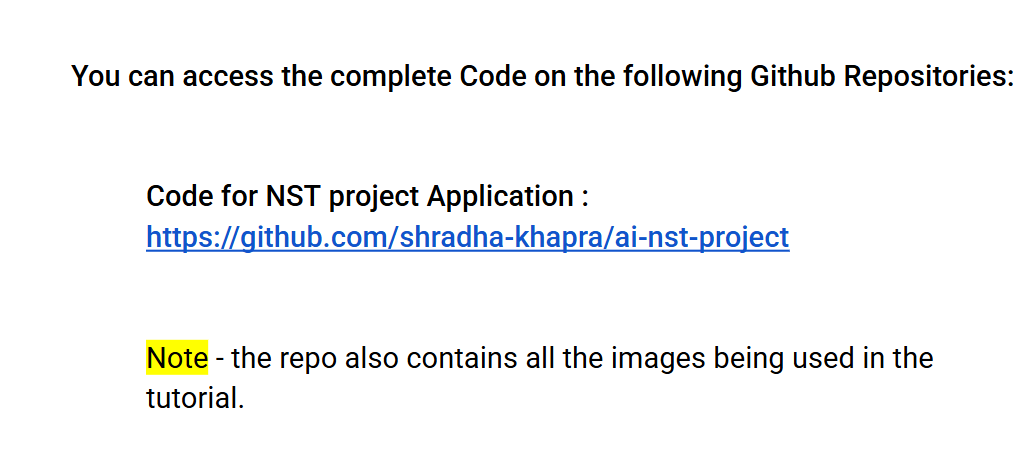 You can access the complete Code on the following Github Repositories:
Code for NST project Application :
https://github.com/shradha-khapra/ai-nst-project
Note - the repo also contains all the images being used in the
tutorial.